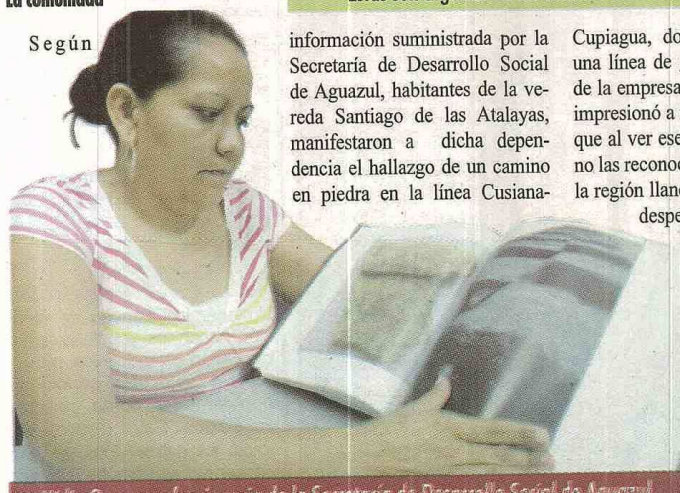 La comunidad
Según
información suministrada por la
Secretaría de Desarrollo Social
de Aguazul, habitantes de la ve-
reda Santiago de las Atalayas,
manifestaron a dicha depen-
dencia el hallazgo de un camino
en piedra en la línea Cusiana-
Cupiagua, do
una línea de
de la empresa
impresionó a
que al ver ese
no las reconoc
la región llan
despe
de la Secretaría de Desarrollo Social de Aguazul